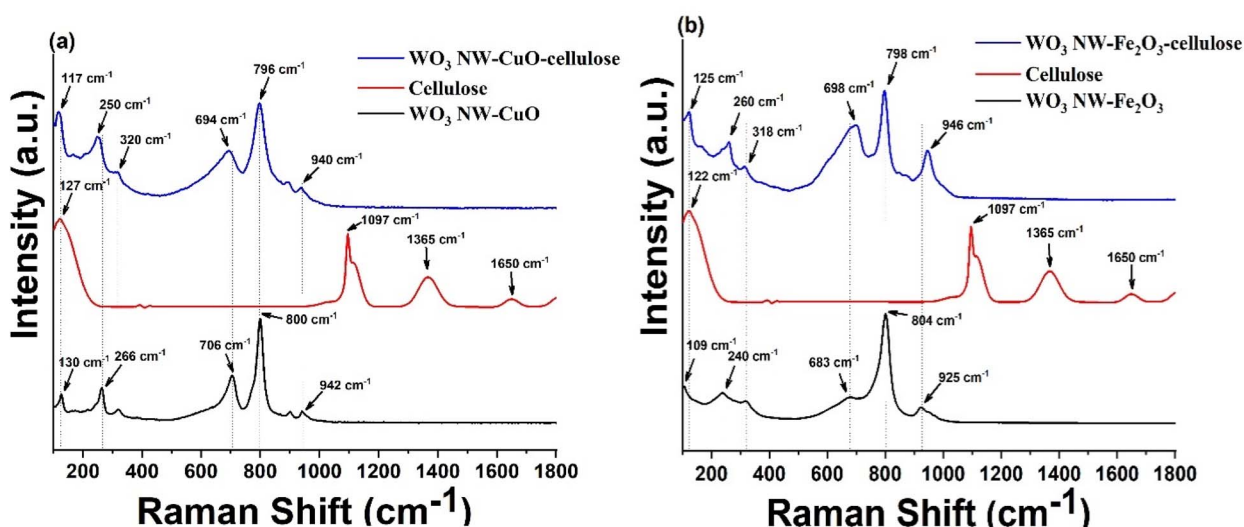 (a)
WO₃ NW-CuO-cellulose
Cellulose
WO₃ NW-CuO
117 cm⁻¹
250 cm⁻¹
320 cm⁻¹
694 cm⁻¹
796 cm⁻¹
940 cm⁻¹
127 cm⁻¹
1097 cm⁻¹
1365 cm⁻¹
1650 cm⁻¹
130 cm⁻¹
266 cm⁻¹
706 cm⁻¹
800 cm⁻¹
942 cm⁻¹
Intensity (a.u.)
200 400 600 800 1000 1200 1400 1600 1800
Raman Shift (cm⁻¹)
(b)
WO₃ NW-Fe₂O₃-cellulose
Cellulose
WO₃ NW-Fe₂O₃
125 cm⁻¹
260 cm⁻¹
318 cm⁻¹
698 cm⁻¹
798 cm⁻¹
946 cm⁻¹
122 cm⁻¹
1097 cm⁻¹
1365 cm⁻¹
1650 cm⁻¹
109 cm⁻¹
240 cm⁻¹
683 cm⁻¹
804 cm⁻¹
925 cm⁻¹
Intensity (a.u.)
200 400 600 800 1000 1200 1400 1600 1800
Raman Shift (cm⁻¹)